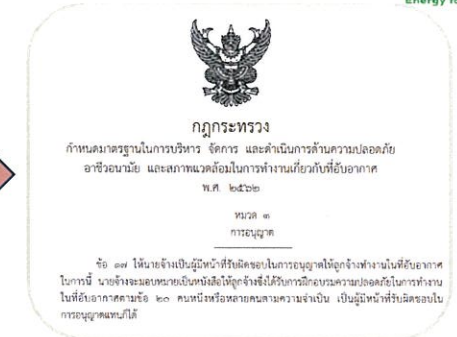 Energy fo
กฎกระทรวง
กำหนดมาตรฐานในการบริหาร จัดการ และดำเนินการด้านความปลอดภัย
อาชีวอนามัย และสภาพแวดล้อมในการทำงานเกี่ยวกับที่อับอากาศ
พ.ศ. ๒๕๖๒
หมวด ๓
การอนุญาต
ข้อ ๑๗ ให้นายจ้างเป็นผู้มีหน้าที่รับผิดชอบในการอนุญาตให้ลูกจ้างทำงานในที่อับอากาศ
ในการนี้ นายจ้างจะมอบหมายเป็นหนังสือให้ลูกจ้างซึ่งได้รับการฝึกอบรมความปลอดภัยในการทำงาน
ในที่อับอากาศตามข้อ ๒๐ คนหนึ่งหรือหลายคนตามความจำเป็น เป็นผู้มีหน้าที่รับผิดชอบใน
การอนุญาตแทนก็ได้